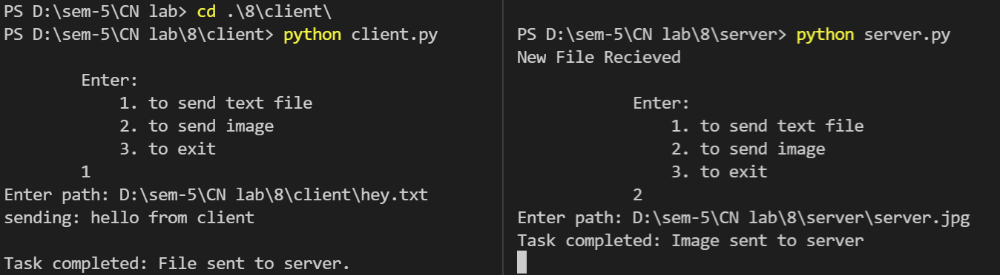 PS D:\sem-5\CN lab> cd .\8\client\
PS D:\sem-5\CN lab\8\client> python client.py
Enter:
1. to send text file
2. to send image
3. to exit
1
Enter path: D:\sem-5\CN lab\8\client\hey.txt
sending: hello from client
Task completed: File sent to server.
PS D:\sem-5\CN lab\8\server> python server.py
New File Recieved
Enter:
1. to send text file
2. to send image
3. to exit
2
Enter path: D:\sem-5\CN lab\8\server\server.jpg
Task completed: Image sent to server